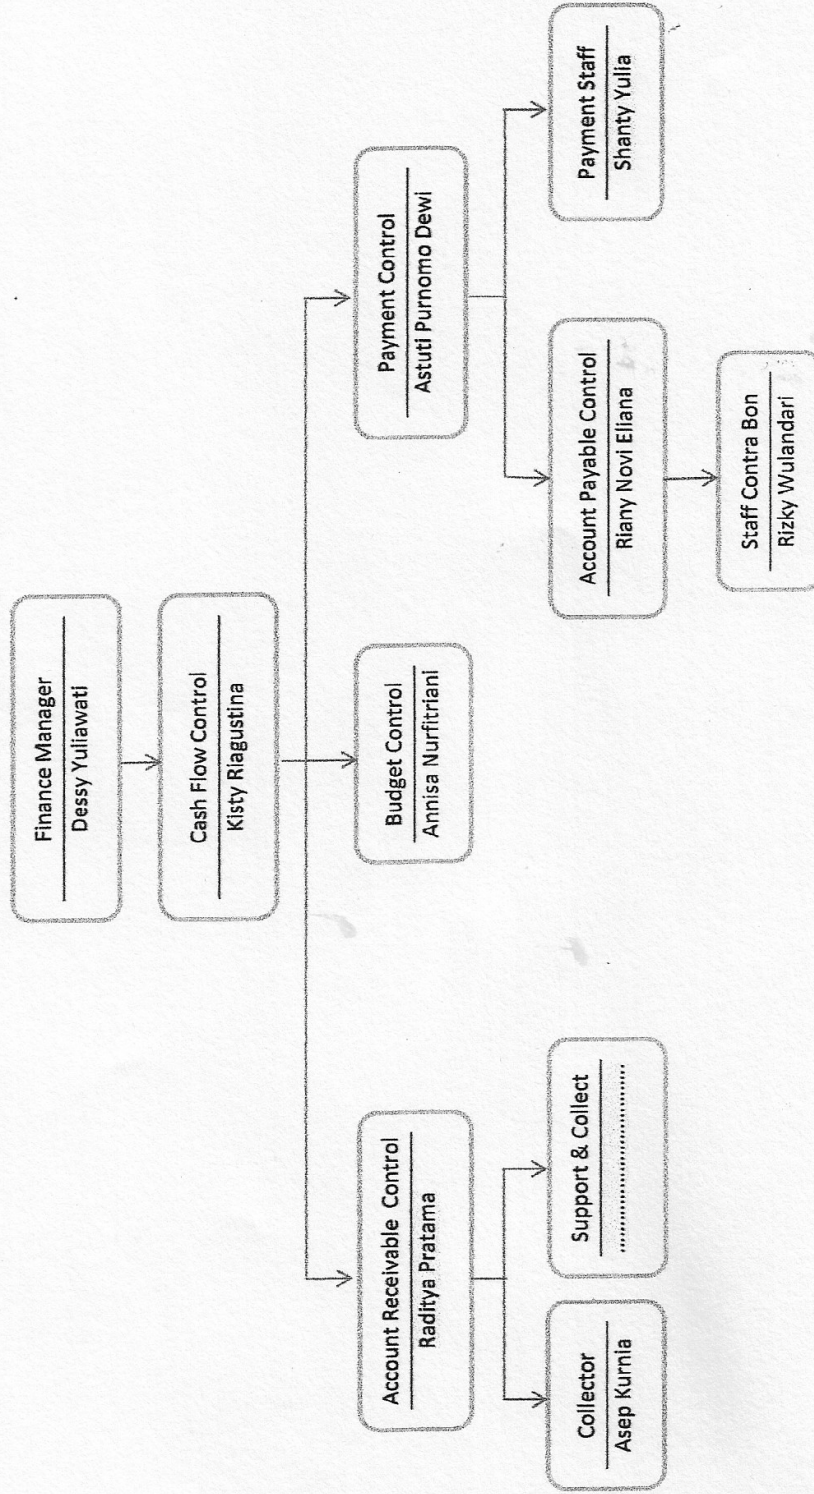 Finance Manager
Dessy Yuliawati
Cash Flow Control
Kisty Riagustina
Account Receivable Control
Raditya Pratama
Budget Control
Annisa Nurfitriani
Payment Control
Astuti Purnomo Dewi
Collector
Asep Kurnia
Support & Collect
........................................
Account Payable Control
Riany Novi Eliana
Payment Staff
Shanty Yulia
Staff Contra Bon
Rizky Wulandari